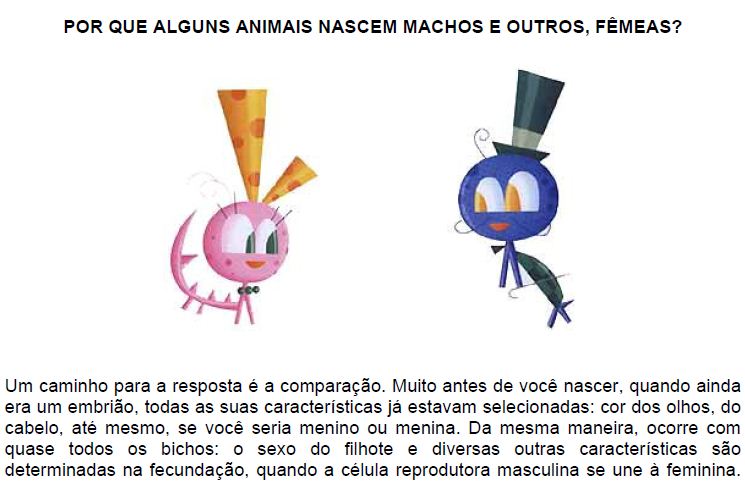 POR QUE ALGUNS ANIMAIS NASCEM MACHOS E OUTROS, FÊMEAS?
Um caminho para a resposta é a comparação. Muito antes de você nascer, quando ainda
era um embrião, todas as suas características já estavam selecionadas: cor dos olhos, do
cabelo, até mesmo, se você seria menino ou menina. Da mesma maneira, ocorre com
quase todos os bichos: o sexo do filhote e diversas outras características são
determinadas na fecundação, quando a célula reprodutora masculina se une à feminina.